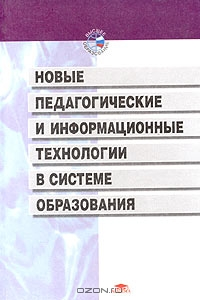 НОВЫЕ
ПЕДАГОГИЧЕСКИЕ
И ИНФОРМАЦИОННЫЕ
ТЕХНОЛОГИИ
В СИСТЕМЕ
ОБРАЗОВАНИЯ
OZON.RU